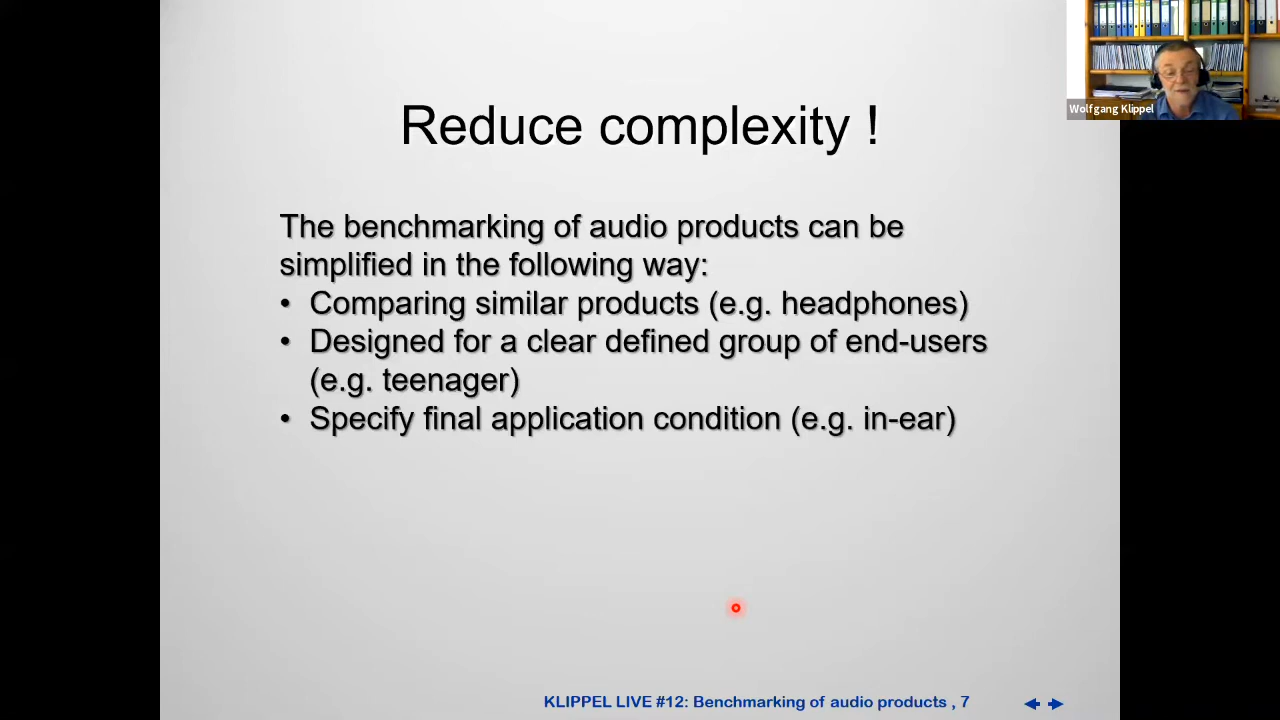 Wolfgang Klippel
Reduce complexity !
The benchmarking of audio products can be
simplified in the following way:
• Comparing similar products (e.g. headphones)
• Designed for a clear defined group of end-users
(e.g. teenager)
• Specify final application condition (e.g. in-ear)
KLIPPEL LIVE #12: Benchmarking of audio products , 7